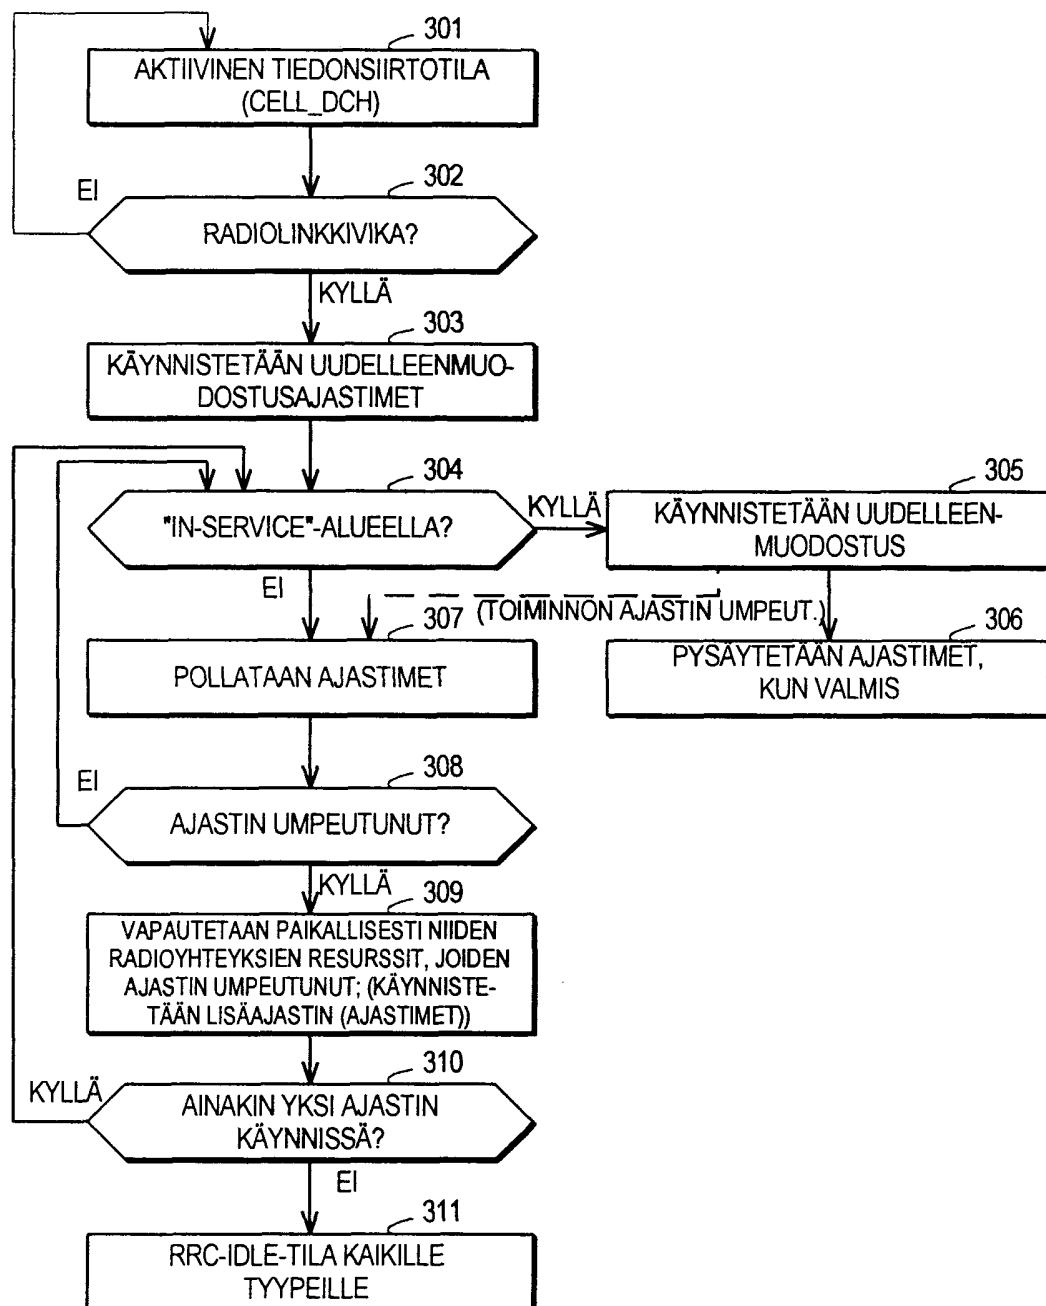 301
AKTIIVINEN TIEDONSIIRTOTILA
(CELL_DCH)
302
EI
RADIOLINKKIVIKA?
KYLLÄ
303
KÄYNNISTETÄÄN UUDELLEENMUO-
DOSTUSAJASTIMET
304
"IN-SERVICE"-ALUEELLA?
KYLLÄ
305
KÄYNNISTETÄÄN UUDELLEEN-
MUODOSTUS
EI
(TOIMINNON AJASTIN UMPEUT.)
306
PYSÄYTETÄÄN AJASTIMET,
KUN VALMIS
307
POLLATAAN AJASTIMET
308
EI
AJASTIN UMPEUTUNUT?
KYLLÄ
309
VAPAUTETAAN PAIKALLISESTI NIIDEN
RADIOYHTEYKSIEN RESURSSIT, JOIDEN
AJASTIN UMPEUTUNUT; (KÄYNNISTE-
TÄÄN LISÄAJASTIN (AJASTIMET))
310
KYLLÄ
AINAKIN YKSI AJASTIN
KÄYNNISSÄ?
EI
311
RRC-IDLE-TILA KAIKILLE
TYYPEILLE